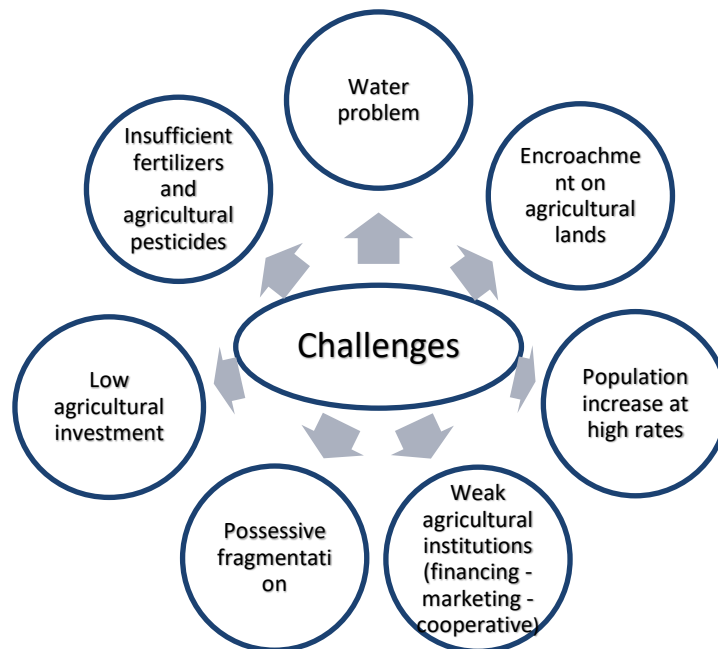 Water
problem
Encroachme
nt on
agricultural
lands
Population
increase at
high rates
Weak
agricultural
institutions
(financing -
marketing -
cooperative)
Possessive
fragmentati
on
Low
agricultural
investment
Insufficient
fertilizers
and
agricultural
pesticides
Challenges